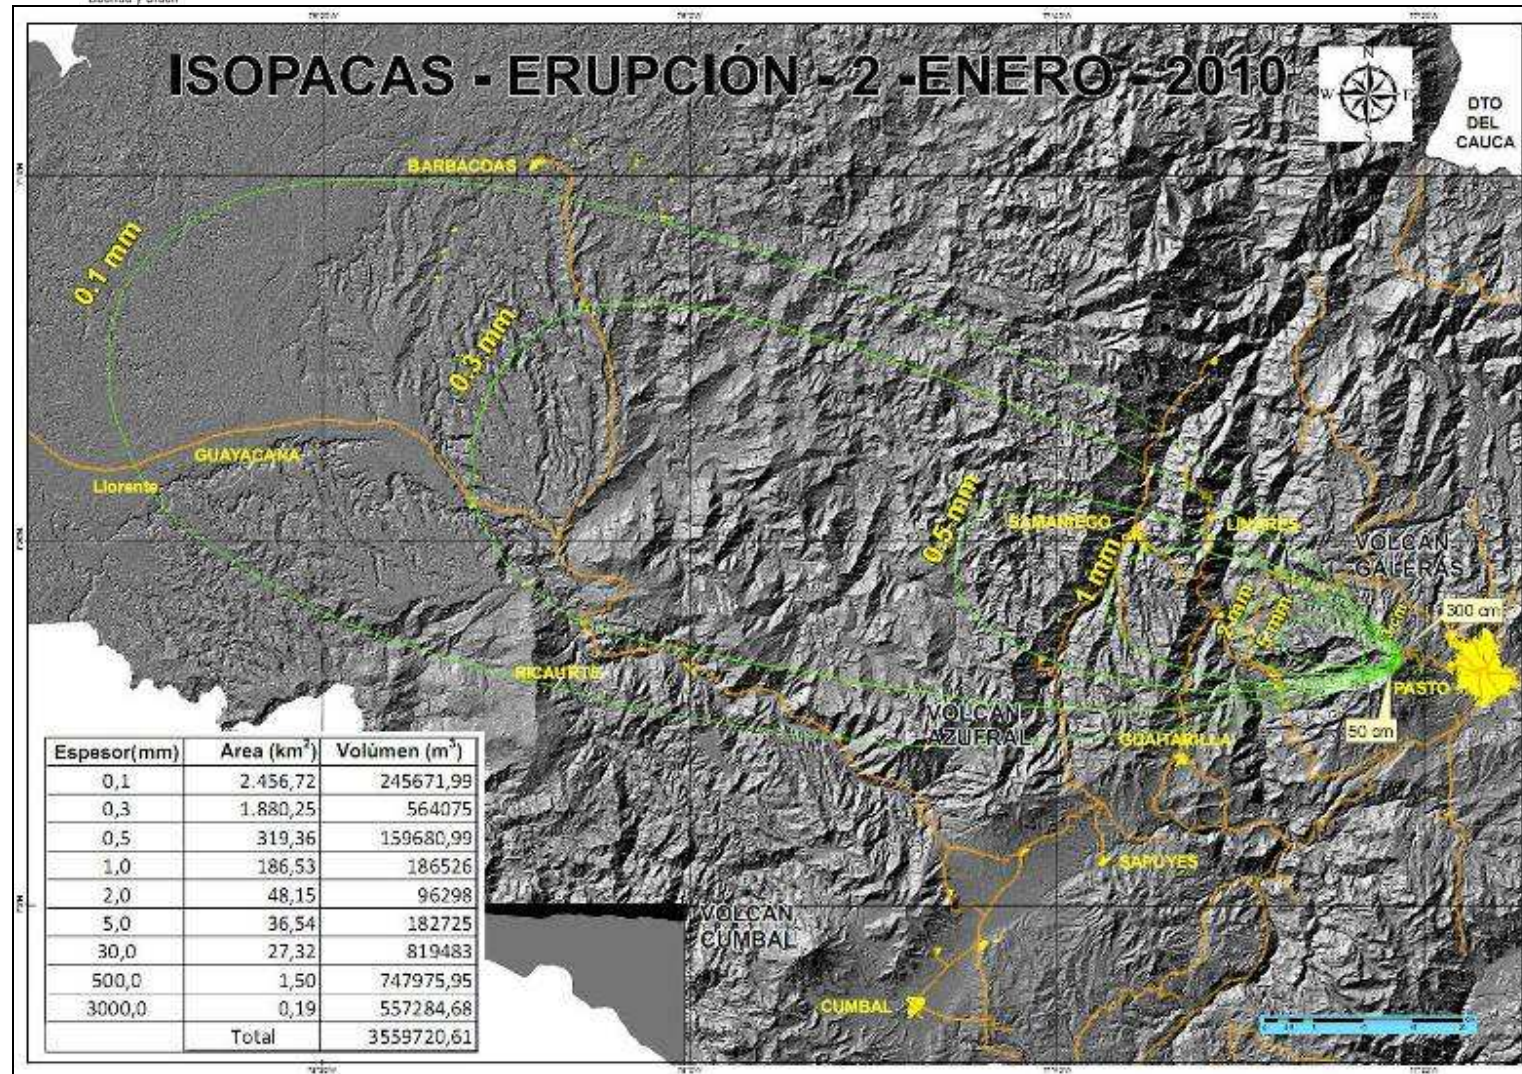 ISOPACAS - ERUPCIÓN - 2 -ENERO - 2010
N
W
E
S
DTO
DEL
CAUCA
BARBACOAS
0.1 mm
0.3 mm
GUAYACANA
Llorente
0.5 mm
SAMANIEGO
LINARES
VOLCAN
GALERAS
1 mm
2 mm
300 cm
RICAURTE
PASTO
VOLCAN
AZUFRAL
GUAITARILLA
50 cm
Espesor(mm) Area (km²) Volúmen (m³)
0,1 2.456,72 245671,99
0,3 1.880,25 564075
0,5 319,36 159680,99
1,0 186,53 186526
2,0 48,15 96298
5,0 36,54 182725
30,0 27,32 819483
500,0 1,50 747975,95
3000,0 0,19 557284,68
Total 3559720,61
SAPUYES
VOLCAN
CUMBAL
CUMBAL